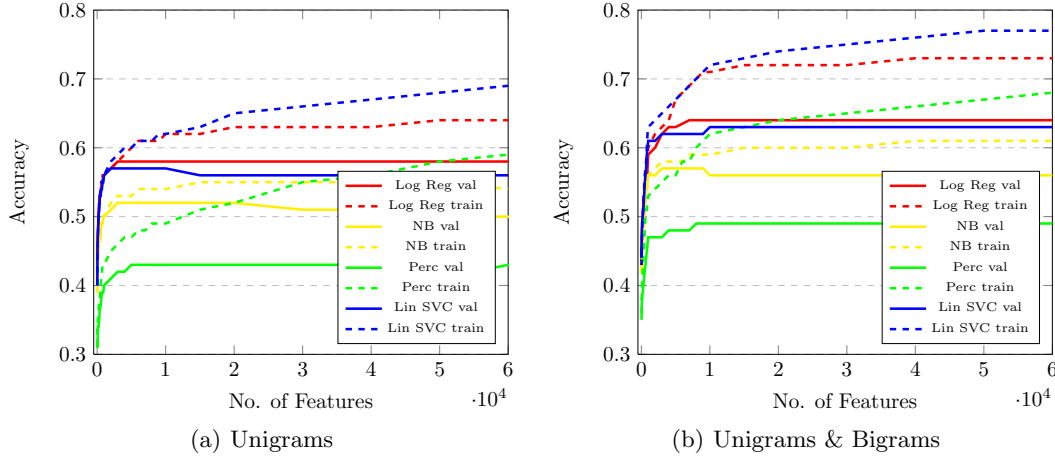 0.8
0.7
0.6
0.5
0.4
0.3
Accuracy
0 1 2 3 4 5 6
·10⁴
No. of Features
Log Reg val
Log Reg train
NB val
NB train
Perc val
Perc train
Lin SVC val
Lin SVC train
(a) Unigrams
0.8
0.7
0.6
0.5
0.4
0.3
Accuracy
0 1 2 3 4 5 6
·10⁴
No. of Features
Log Reg val
Log Reg train
NB val
NB train
Perc val
Perc train
Lin SVC val
Lin SVC train
(b) Unigrams & Bigrams